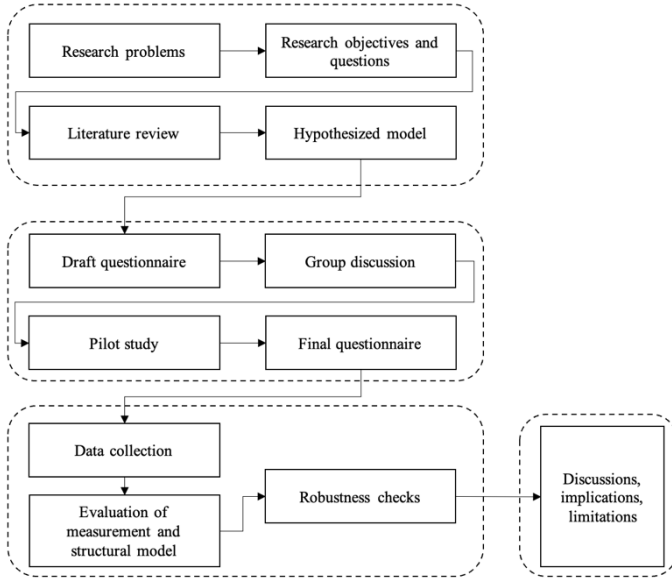 Research problems
Research objectives and
questions
Literature review
Hypothesized model
Draft questionnaire
Group discussion
Pilot study
Final questionnaire
Data collection
Evaluation of
measurement and
structural model
Robustness checks
Discussions,
implications,
limitations